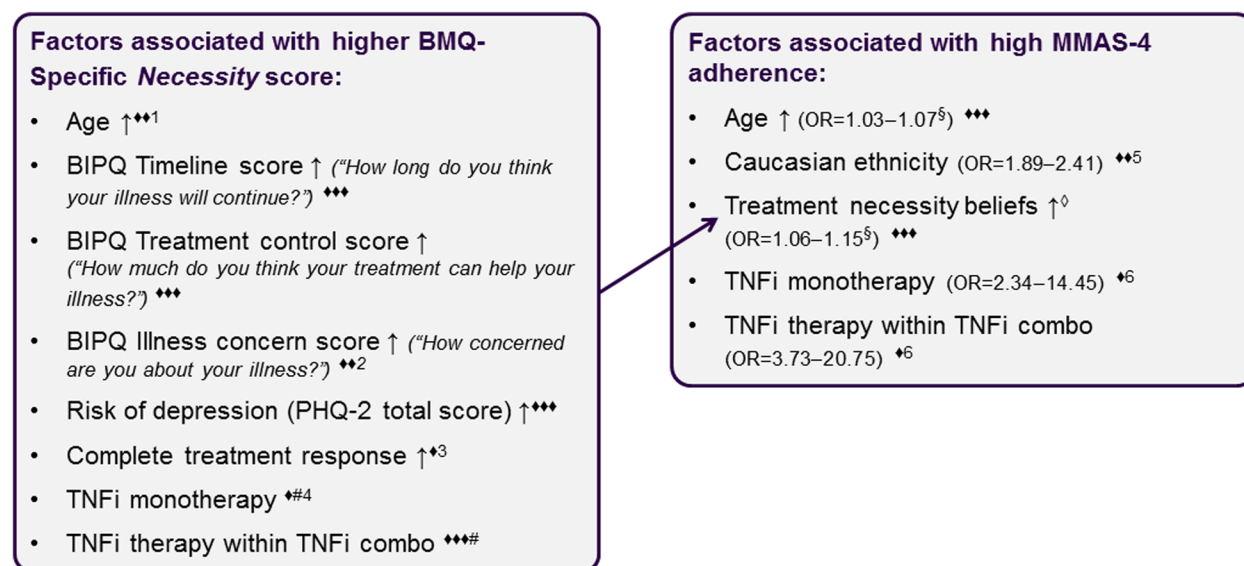 Factors associated with higher BMQ-
Specific Necessity score:
• Age ↑♦♦1
• BIPQ Timeline score ↑ (“How long do you think
your illness will continue?”) ♦♦♦
• BIPQ Treatment control score ↑
(“How much do you think your treatment can help your
illness?”) ♦♦♦
• BIPQ Illness concern score ↑ (“How concerned
are you about your illness?”) ♦♦2
• Risk of depression (PHQ-2 total score) ↑♦♦♦
• Complete treatment response ↑♦3
• TNFi monotherapy ♦#4
• TNFi therapy within TNFi combo ♦♦♦#
Factors associated with high MMAS-4
adherence:
• Age ↑ (OR=1.03–1.07§) ♦♦♦
• Caucasian ethnicity (OR=1.89–2.41) ♦♦5
• Treatment necessity beliefs ↑◊
(OR=1.06–1.15§) ♦♦♦
• TNFi monotherapy (OR=2.34–14.45) ♦6
• TNFi therapy within TNFi combo
(OR=3.73–20.75) ♦6